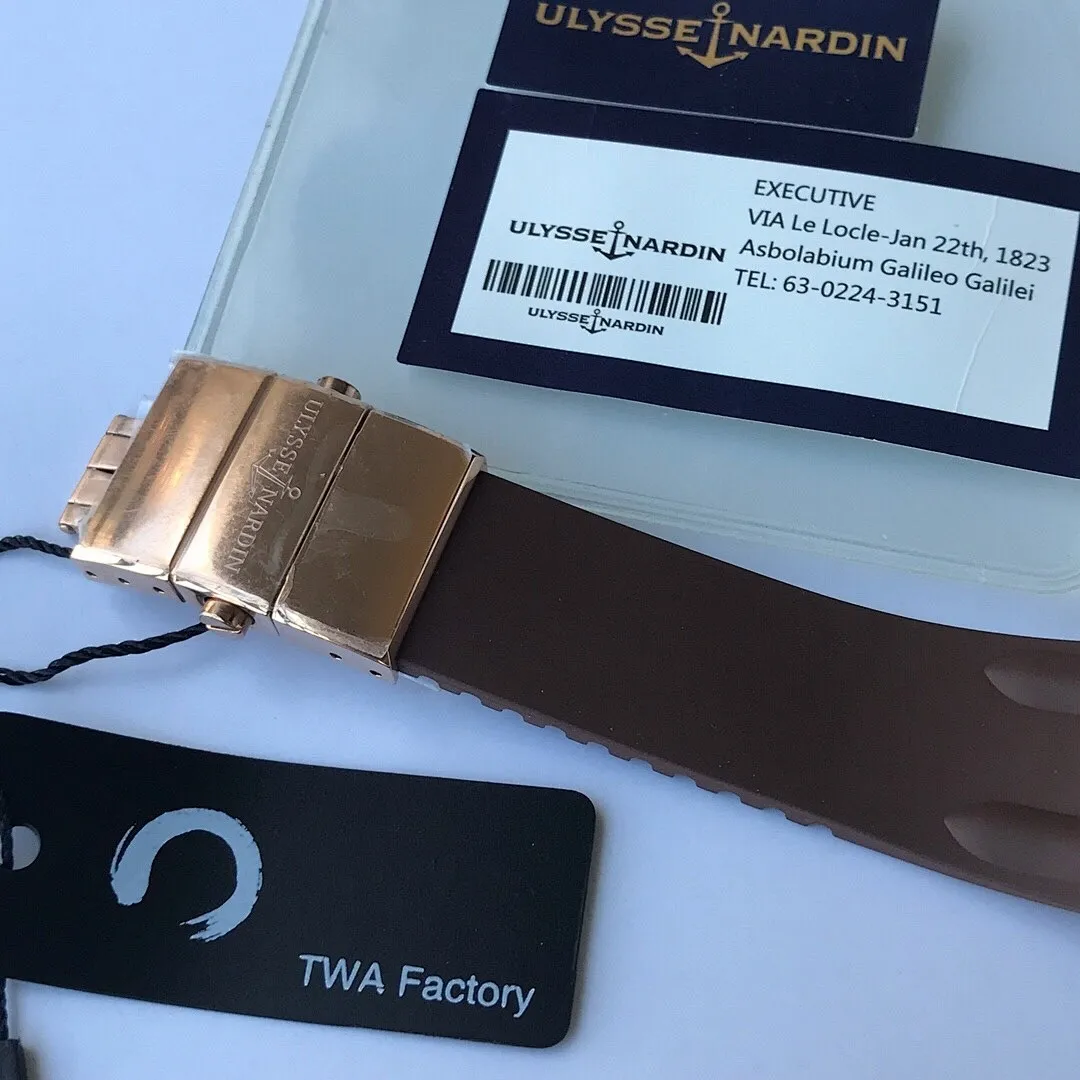 ULYSSE NARDIN
EXECUTIVE
VIA Le Locle-Jan 22th, 1823
Asbolabium Galileo Galilei
TEL: 63-0224-3151
ULYSSE NARDIN
ULYSSE NARDIN
ULYSSE NARDIN
TWA Factory